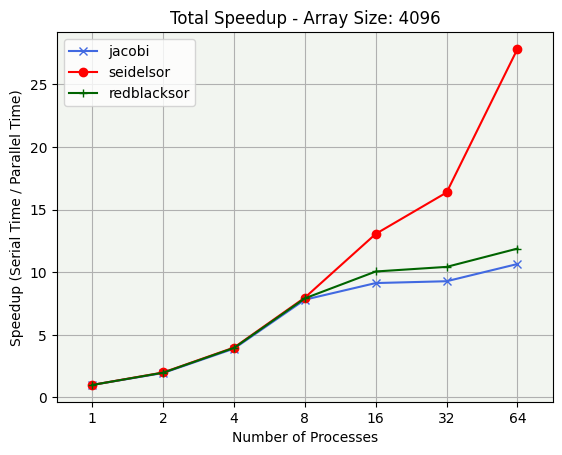 Total Speedup - Array Size: 4096
jacobi
seidelsor
redblacksor
Speedup (Serial Time / Parallel Time)
25
20
15
10
5
0
1 2 4 8 16 32 64
Number of Processes